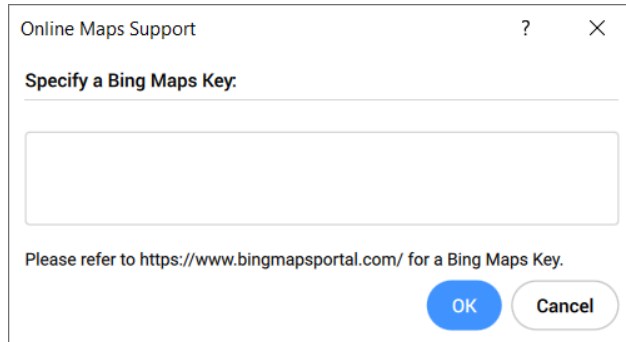 Online Maps Support ?
Specify a Bing Maps Key:
Please refer to https://www.bingmapsportal.com/ for a Bing Maps Key.
OK Cancel